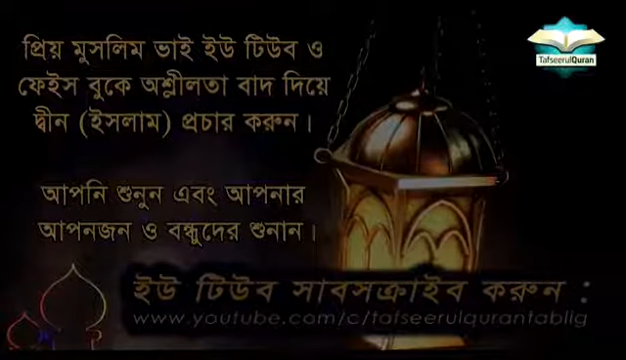 TafseerulQuran
প্রিয় মুসলিম ভাই ইউ টিউব ও
ফেইস বুকে অশ্লীলতা বাদ দিয়ে
দ্বীন (ইসলাম) প্রচার করুন।
আপনি শুনুন এবং আপনার
আপনজন ও বন্ধুদের শুনান।
ইউ টিউব সাবসক্রাইব করুন :
www.youtube.com/c/tafseerulqurantablig